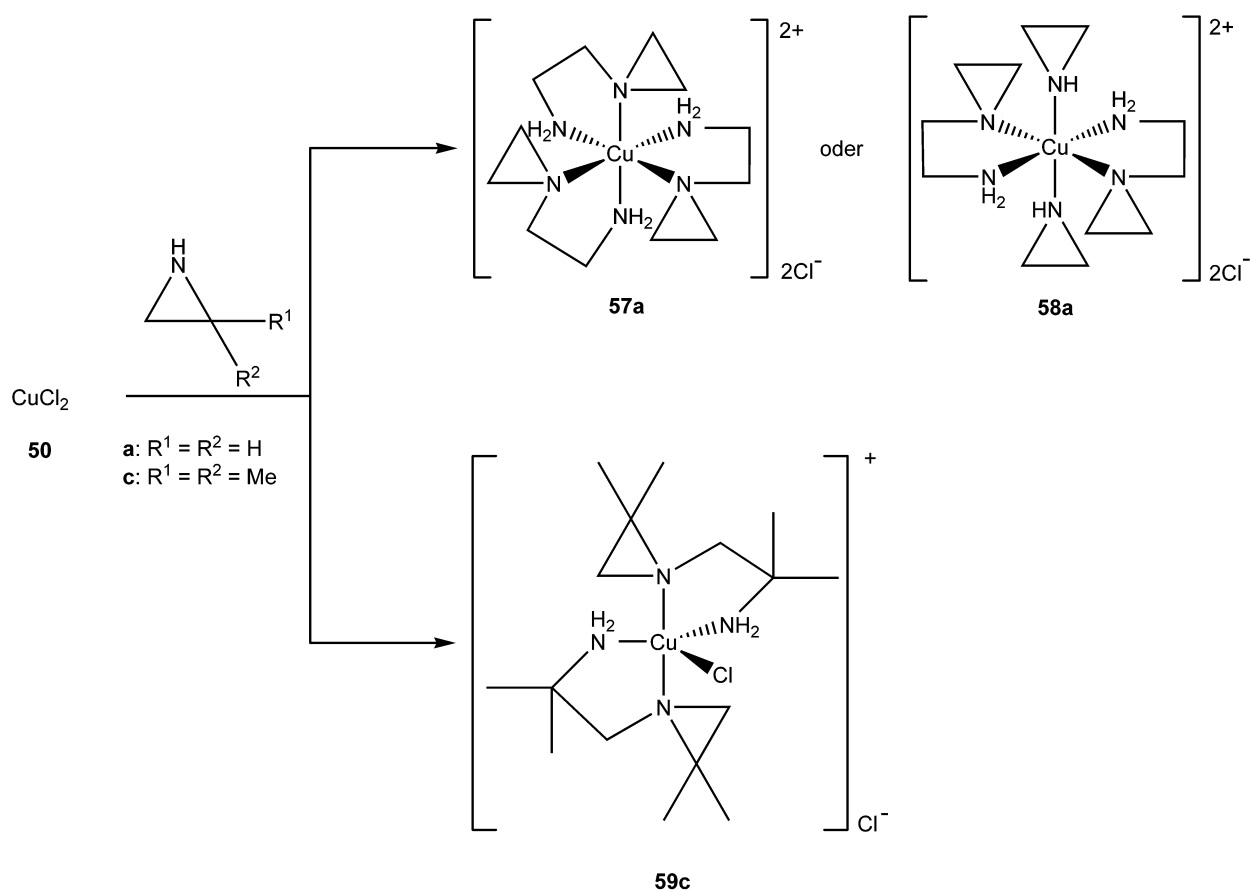 2+
2+
N
H₂
H₂N
N
Cu
N
N
NH₂
2Cl⁻
57a
oder
NH
N
H₂
N
Cu
N
H₂
N
HN
2Cl⁻
58a
H
N
R¹
R²
CuCl₂
50
a: R¹ = R² = H
c: R¹ = R² = Me
+
N
H₂
N
NH₂
Cu
Cl
N
Cl⁻
59c